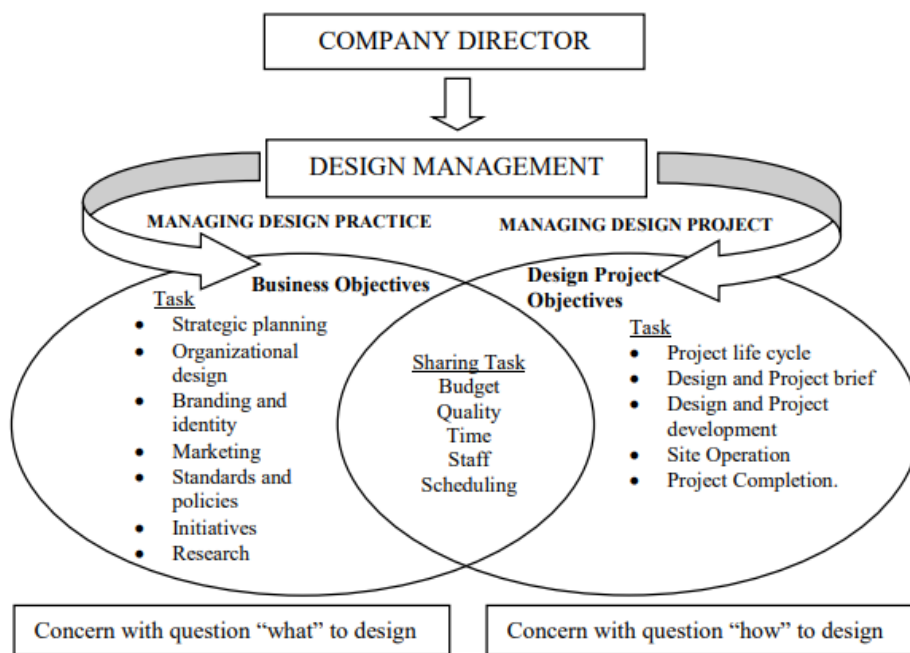 COMPANY DIRECTOR
DESIGN MANAGEMENT
MANAGING DESIGN PRACTICE
MANAGING DESIGN PROJECT
Business Objectives
Task
• Strategic planning
• Organizational
design
• Branding and
identity
• Marketing
• Standards and
policies
• Initiatives
• Research
Sharing Task
Budget
Quality
Time
Staff
Scheduling
Design Project
Objectives
Task
• Project life cycle
• Design and Project brief
• Design and Project
development
• Site Operation
• Project Completion.
Concern with question “what” to design
Concern with question “how” to design